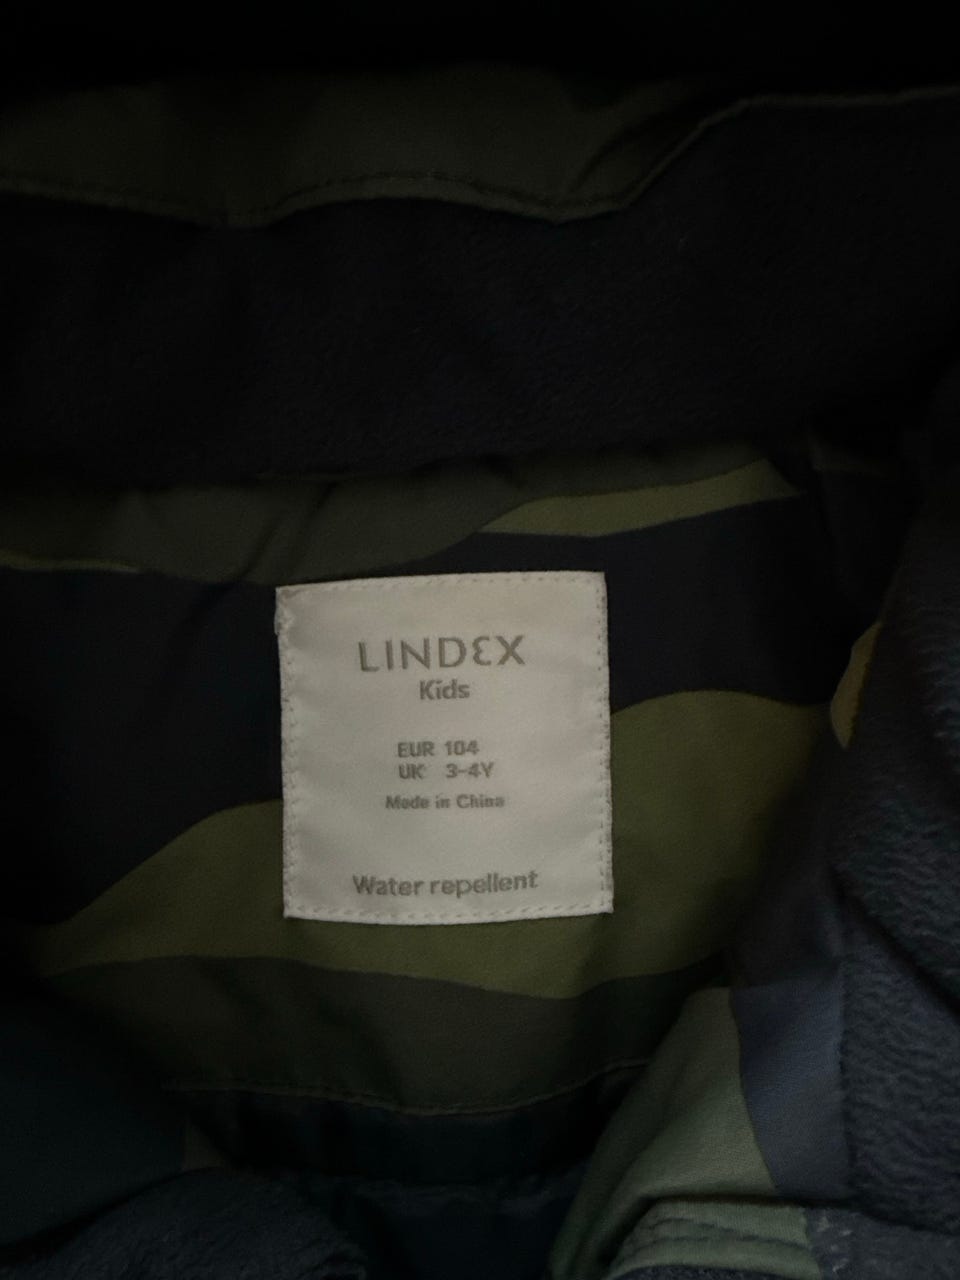 LINDEX
Kids
EUR 104
UK 3-4Y
Made in China
Water repellent